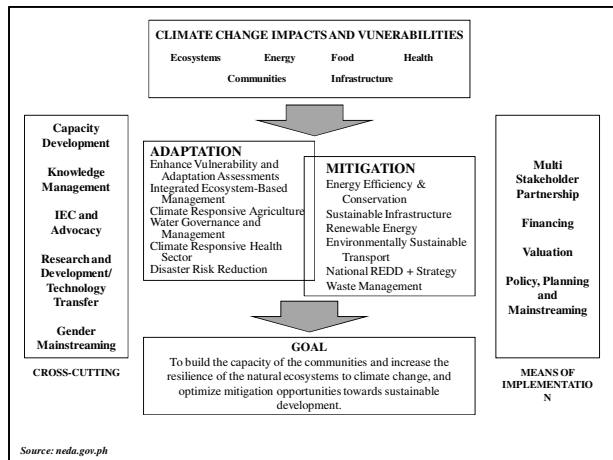 CLIMATE CHANGE IMPACTS AND VUNERABILITIES
Ecosystems Energy Food Health
Communities Infrastructure
Capacity
Development
Knowledge
Management
IEC and
Advocacy
Research and
Development/
Technology
Transfer
Gender
Mainstreaming
CROSS-CUTTING
ADAPTATION
Enhance Vulnerability and
Adaptation Assessments
Integrated Ecosystem-Based
Management
Climate Responsive Agriculture
Water Governance and
Management
Climate Responsive Health
Sector
Disaster Risk Reduction
MITIGATION
Energy Efficiency &
Conservation
Sustainable Infrastructure
Renewable Energy
Environmentally Sustainable
Transport
National REDD + Strategy
Waste Management
Multi
Stakeholder
Partnership
Financing
Valuation
Policy, Planning
and
Mainstreaming
MEANS OF
IMPLEMENTATIO
N
GOAL
To build the capacity of the communities and increase the
resilience of the natural ecosystems to climate change, and
optimize mitigation opportunities towards sustainable
development.
Source: neda.gov.ph